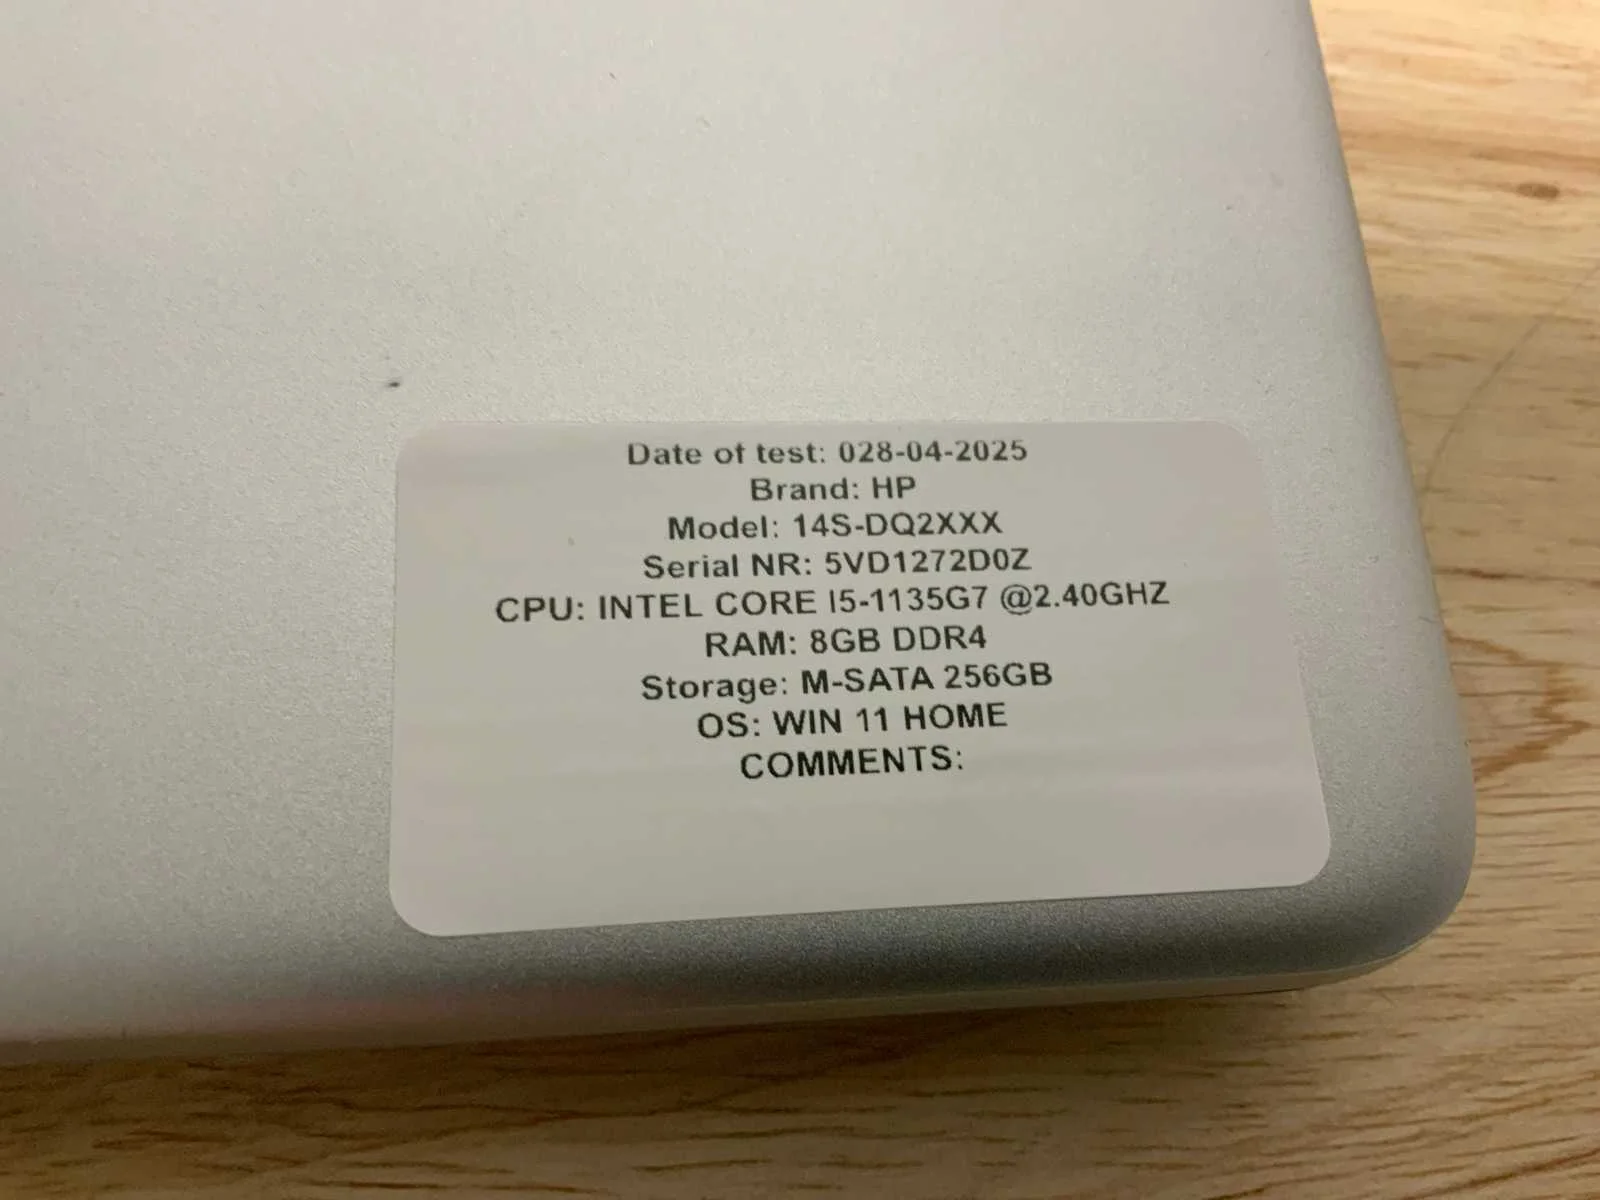 Date of test: 028-04-2025
Brand: HP
Model: 14S-DQ2XXX
Serial NR: 5VD1272D0Z
CPU: INTEL CORE I5-1135G7 @2.40GHZ
RAM: 8GB DDR4
Storage: M-SATA 256GB
OS: WIN 11 HOME
COMMENTS: